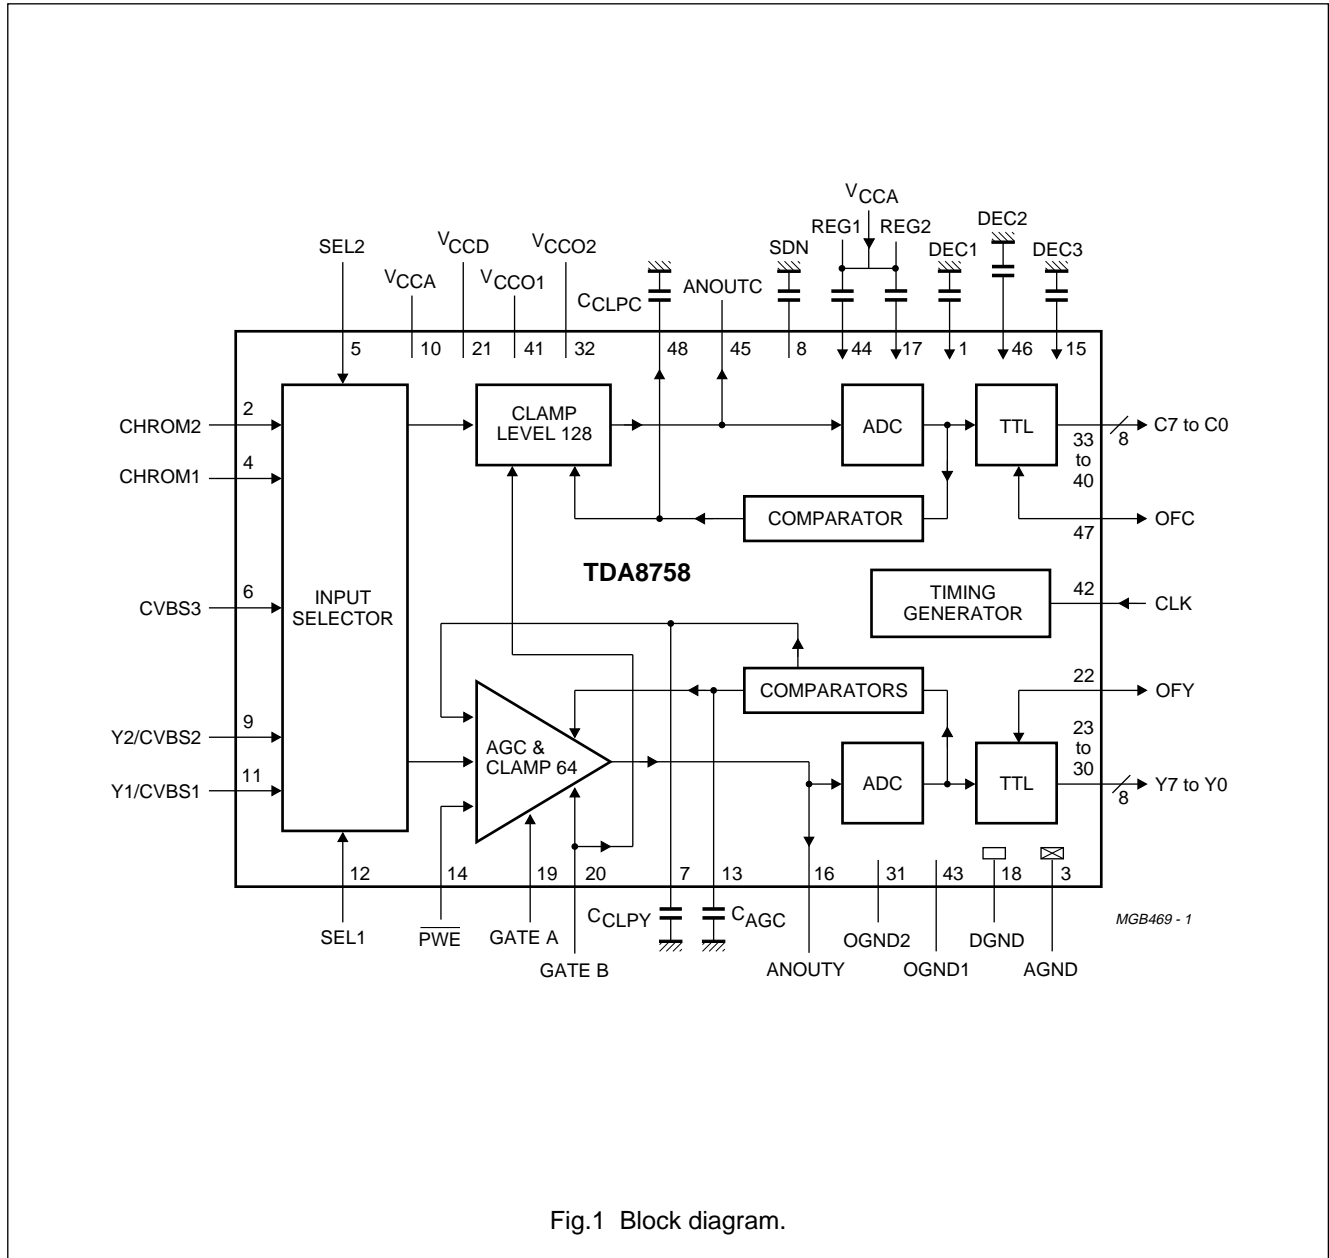 VCCA
REG1
REG2
DEC2
SEL2
VCCD
VCCO2
SDN
DEC1
DEC3
VCCA
VCCO1
CCLPC
ANOUTC
5
10
21
41
32
48
45
8
44
17
1
46
15
CHROM2
2
CLAMP
LEVEL 128
ADC
TTL
C7 to C0
8
33
to
40
CHROM1
4
COMPARATOR
OFC
47
TDA8758
CVBS3
6
INPUT
SELECTOR
TIMING
GENERATOR
42
CLK
COMPARATORS
22
OFY
Y2/CVBS2
9
AGC &
CLAMP 64
ADC
TTL
23
to
30
Y7 to Y0
8
Y1/CVBS1
11
12
14
19
20
7
13
16
31
43
18
3
SEL1
PWE
GATE A
GATE B
CCLPY
CAGC
ANOUTY
OGND2
OGND1
DGND
AGND
MGB469 - 1
Fig.1 Block diagram.